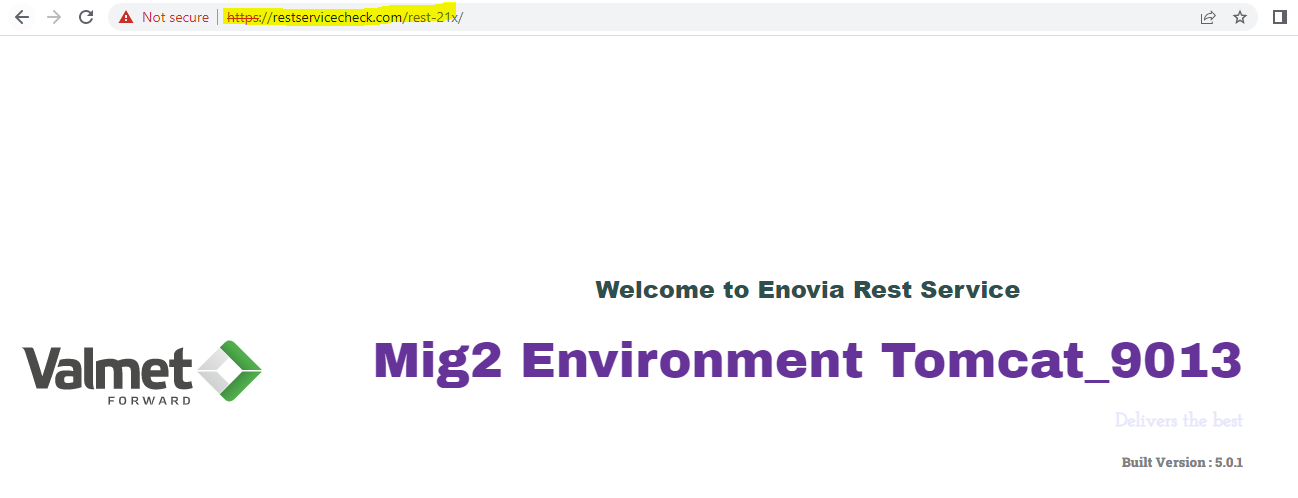 Not secure | https://restservicecheck.com/rest-21x/
Welcome to Enovia Rest Service
Valmet
FORWARD
Mig2 Environment Tomcat_9013
Delivers the best
Built Version : 5.0.1